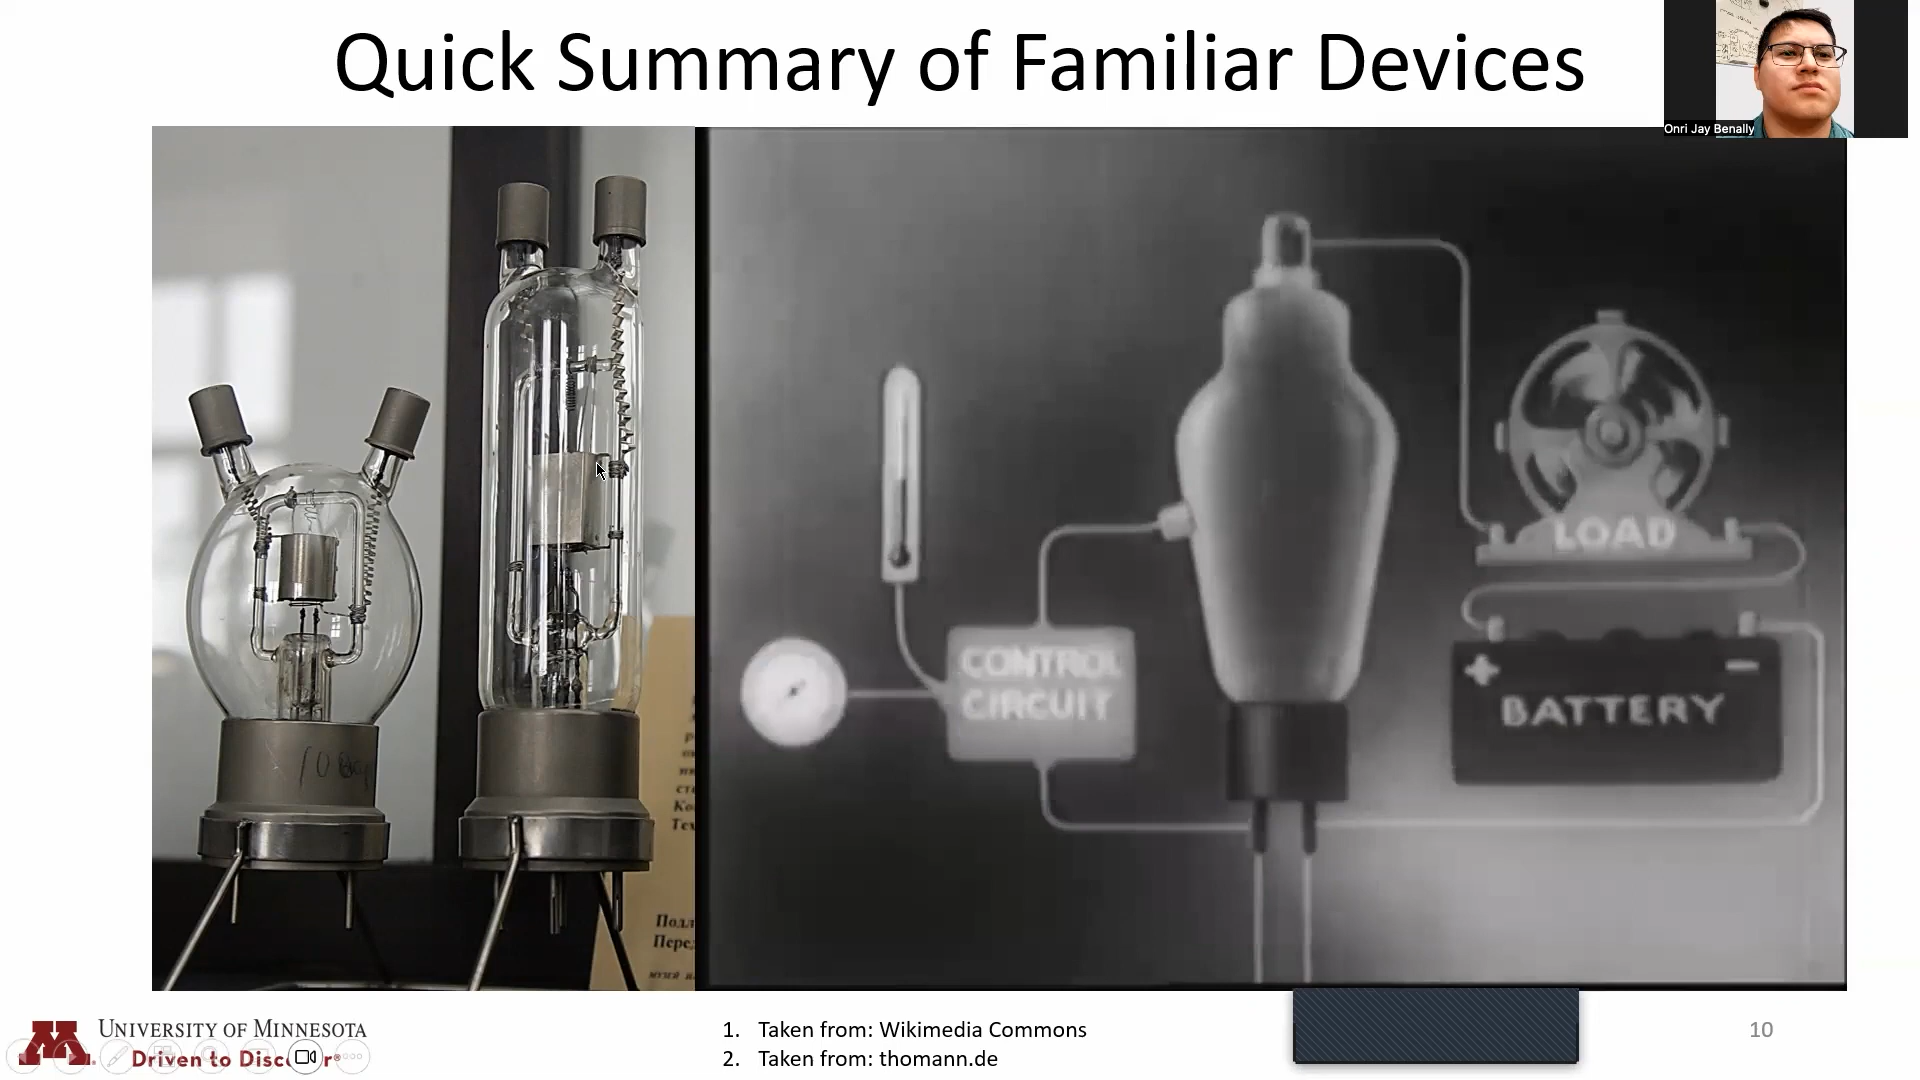 Quick Summary of Familiar Devices
Onri Jay Benally
CONTROL
CIRCUIT
LOAD
+ −
BATTERY
UNIVERSITY OF MINNESOTA
Driven to Disc
1. Taken from: Wikimedia Commons
2. Taken from: thomann.de
10